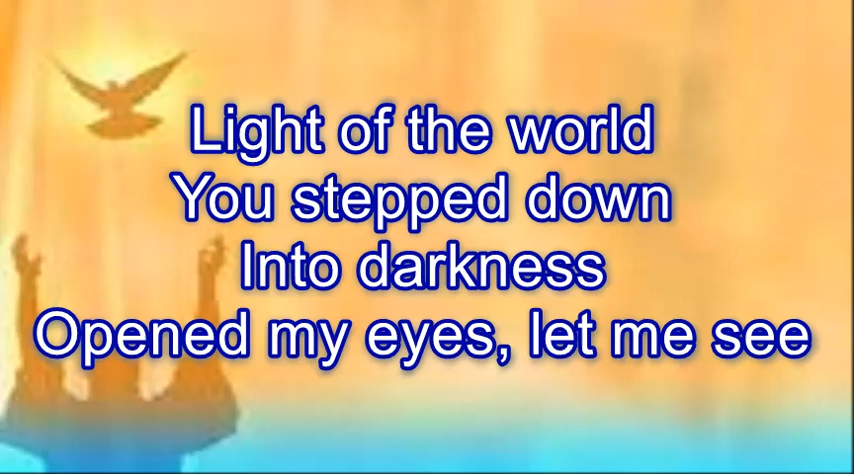 Light of the world
You stepped down
Into darkness
Opened my eyes, let me see